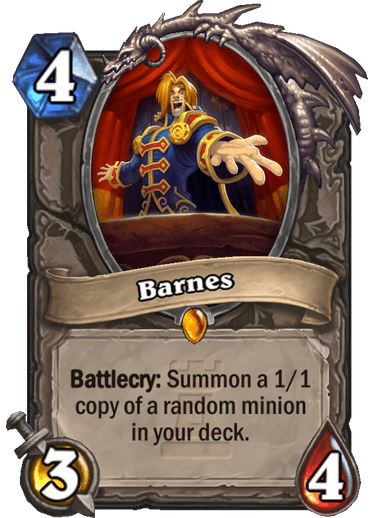 4
Barnes
Battlecry: Summon a 1/1
copy of a random minion
in your deck.
3
4